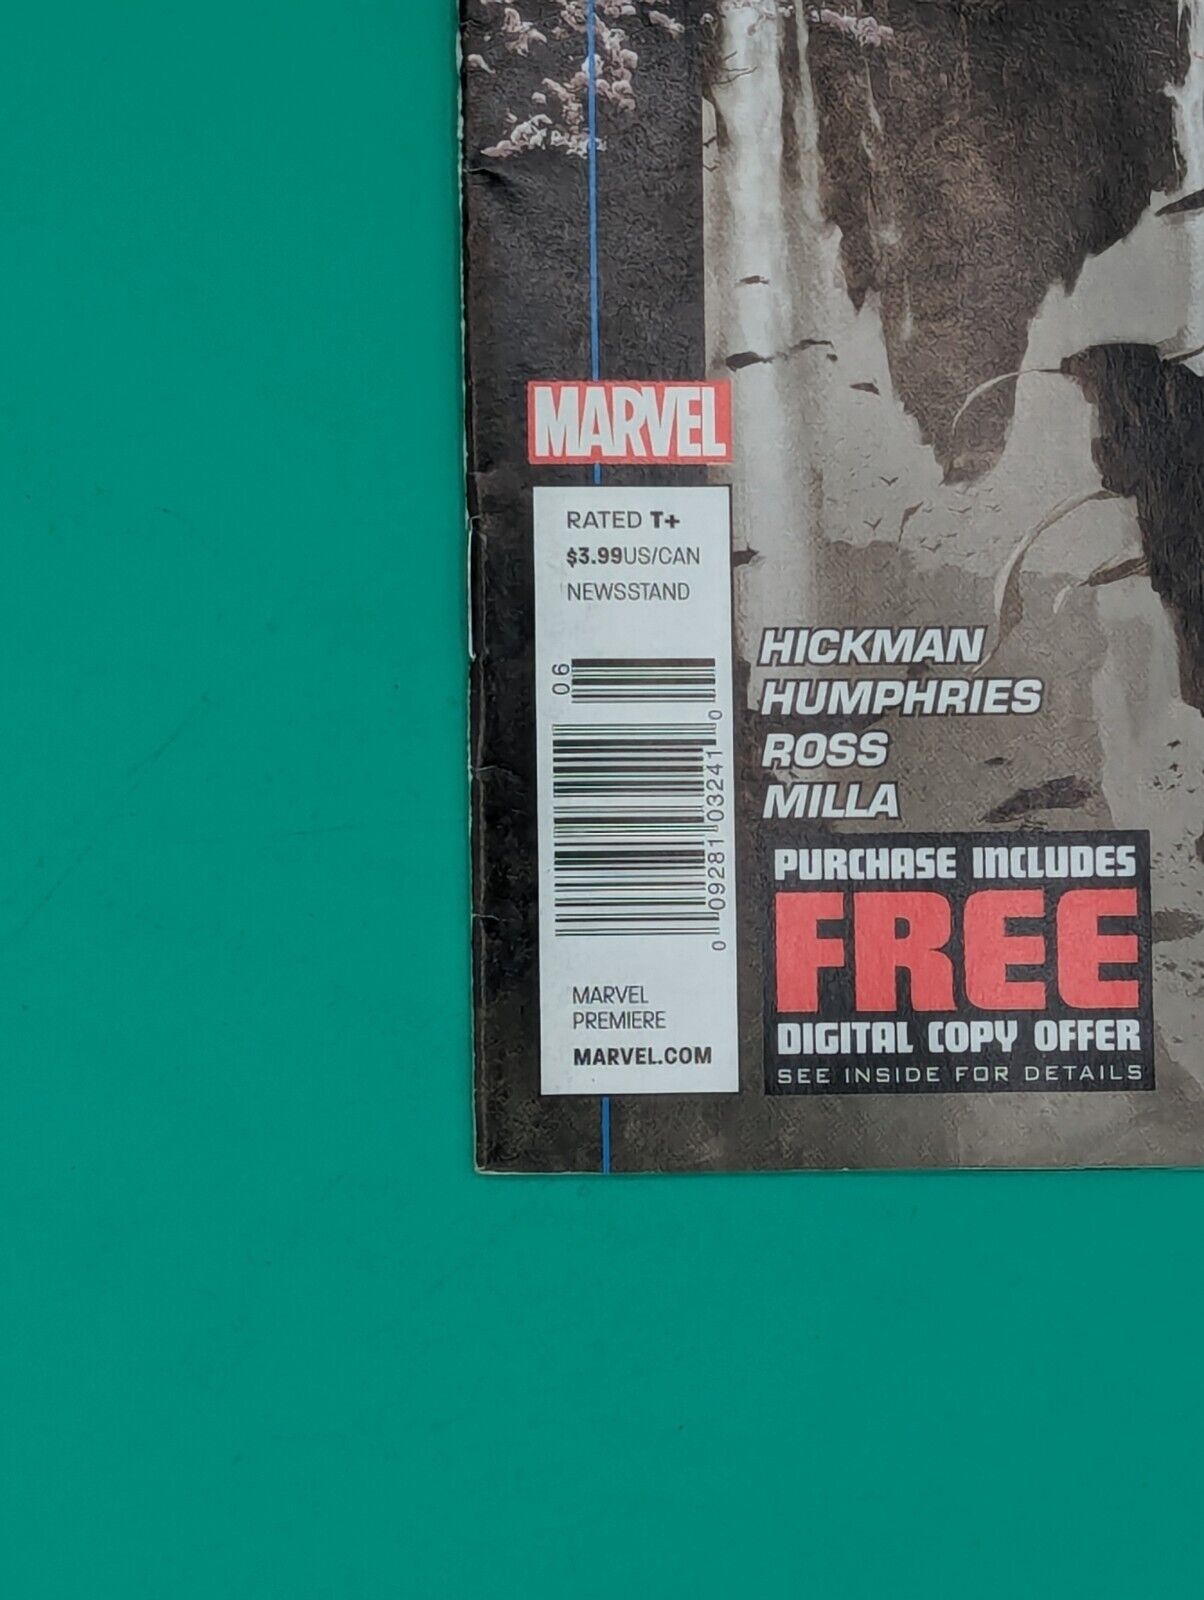 MARVEL
RATED T+
$3.99US/CAN
NEWSSTAND
06
0 09281 03241 0
MARVEL
PREMIERE
MARVEL.COM
HICKMAN
HUMPHRIES
ROSS
MILLA
PURCHASE INCLUDES
FREE
DIGITAL COPY OFFER
SEE INSIDE FOR DETAILS